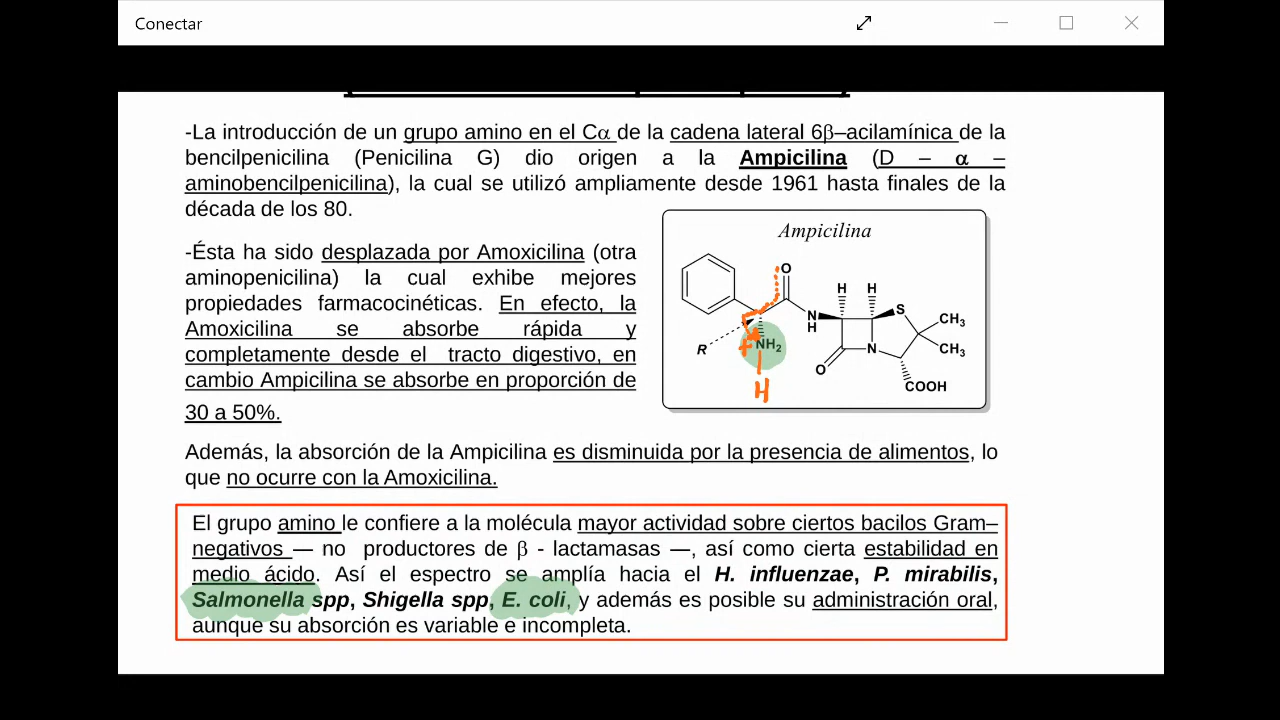 Conectar
-La introducción de un grupo amino en el Cα de la cadena lateral 6β–acilamínica de la
bencilpenicilina (Penicilina G) dio origen a la Ampicilina (D – α –
aminobencilpenicilina), la cual se utilizó ampliamente desde 1961 hasta finales de la
década de los 80.
-Ésta ha sido desplazada por Amoxicilina (otra
aminopenicilina) la cual exhibe mejores
propiedades farmacocinéticas. En efecto, la
Amoxicilina se absorbe rápida y
completamente desde el tracto digestivo, en
cambio Ampicilina se absorbe en proporción de
30 a 50%.
Ampicilina
O
H H
N
H
S
CH3
R
NH2
+
N
CH3
O
COOH
H
Además, la absorción de la Ampicilina es disminuida por la presencia de alimentos, lo
que no ocurre con la Amoxicilina.
El grupo amino le confiere a la molécula mayor actividad sobre ciertos bacilos Gram–
negativos — no productores de β - lactamasas —, así como cierta estabilidad en
medio ácido. Así el espectro se amplía hacia el H. influenzae, P. mirabilis,
Salmonella spp, Shigella spp, E. coli, y además es posible su administración oral,
aunque su absorción es variable e incompleta.